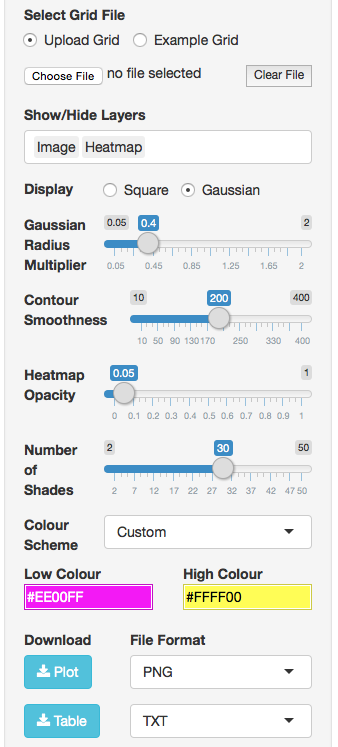 Select Grid File
Upload Grid Example Grid
Choose File no file selected Clear File
Show/Hide Layers
Image Heatmap
Display Square Gaussian
Gaussian Radius Multiplier
0.05 0.4 2
0.05 0.45 0.85 1.25 1.65 2
Contour Smoothness
10 200 400
10 50 90 130 170 250 330 400
Heatmap Opacity
0.05 1
0 0.1 0.2 0.3 0.4 0.5 0.6 0.7 0.8 0.9 1
Number of Shades
2 30 50
2 7 12 17 22 27 32 37 42 47 50
Colour Scheme
Custom
Low Colour High Colour
#EE00FF #FFFF00
Download File Format
Plot PNG
Table TXT